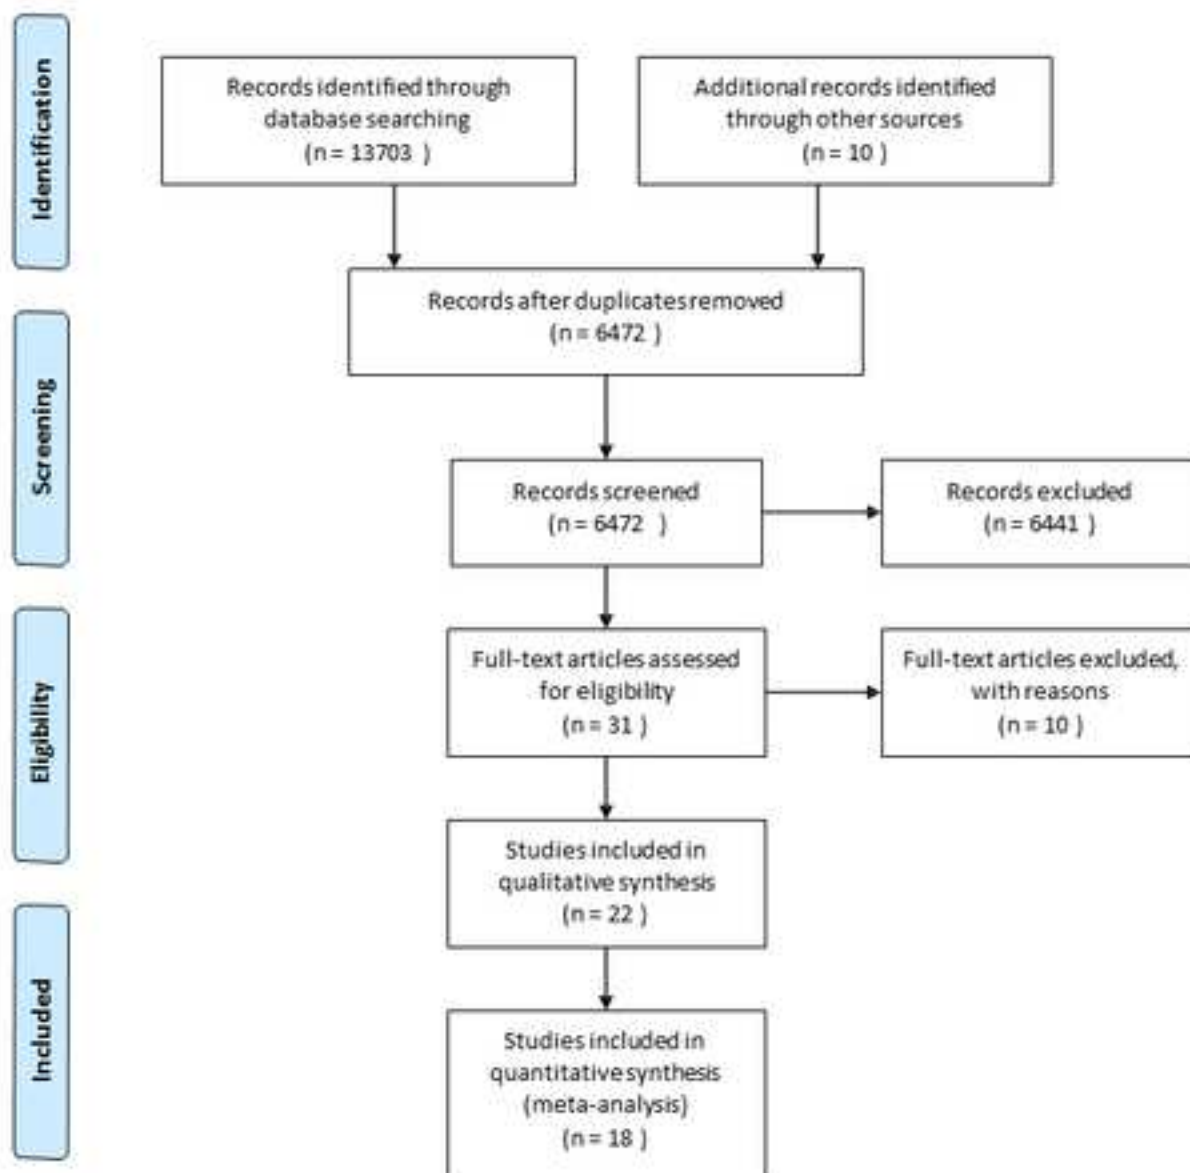 Identification
Records identified through
database searching
(n = 13703 )
Additional records identified
through other sources
(n = 10 )
Records after duplicates removed
(n = 6472 )
Screening
Records screened
(n = 6472 )
Records excluded
(n = 6441 )
Eligibility
Full-text articles assessed
for eligibility
(n = 31 )
Full-text articles excluded,
with reasons
(n = 10 )
Studies included in
qualitative synthesis
(n = 22 )
Included
Studies included in
quantitative synthesis
(meta-analysis)
(n = 18 )